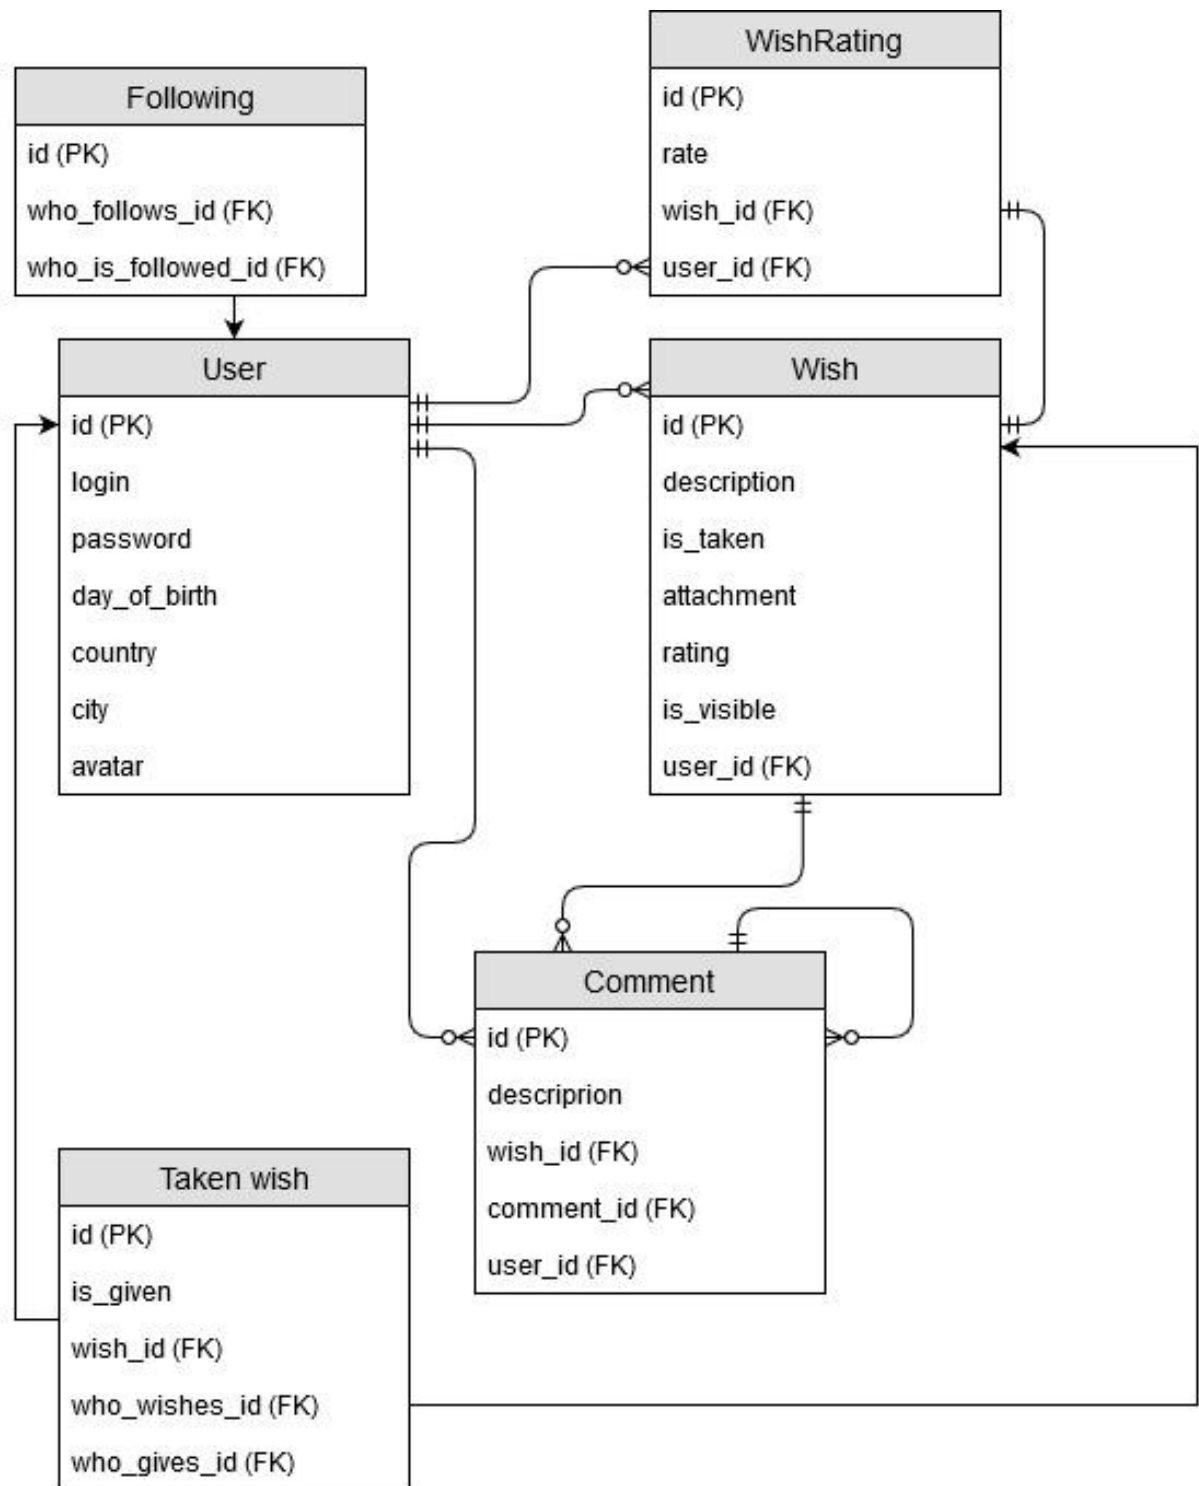 WishRating
id (PK)
rate
wish_id (FK)
user_id (FK)
Following
id (PK)
who_follows_id (FK)
who_is_followed_id (FK)
User
id (PK)
login
password
day_of_birth
country
city
avatar
Wish
id (PK)
description
is_taken
attachment
rating
is_visible
user_id (FK)
Comment
id (PK)
descriprion
wish_id (FK)
comment_id (FK)
user_id (FK)
Taken wish
id (PK)
is_given
wish_id (FK)
who_wishes_id (FK)
who_gives_id (FK)